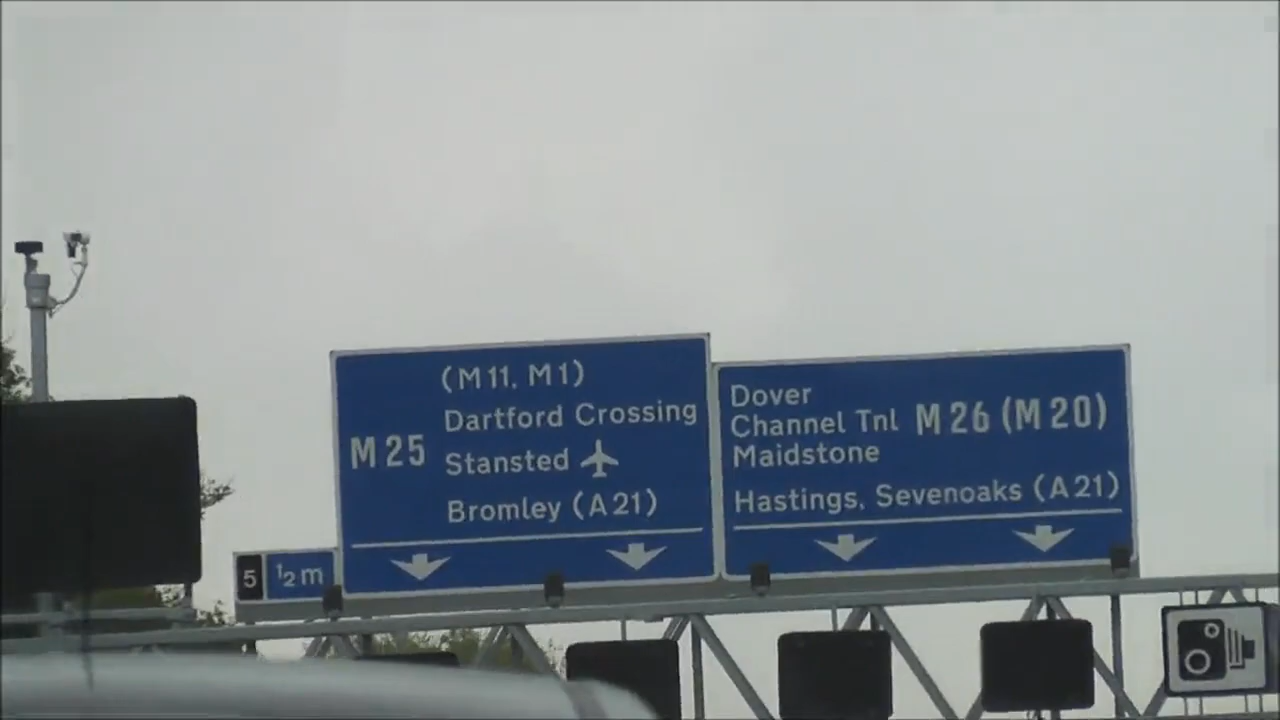 (M11, M1)
Dartford Crossing
M25
Stansted
Bromley (A21)
5
½ m
Dover
Channel Tnl
M26 (M20)
Maidstone
Hastings, Sevenoaks (A21)